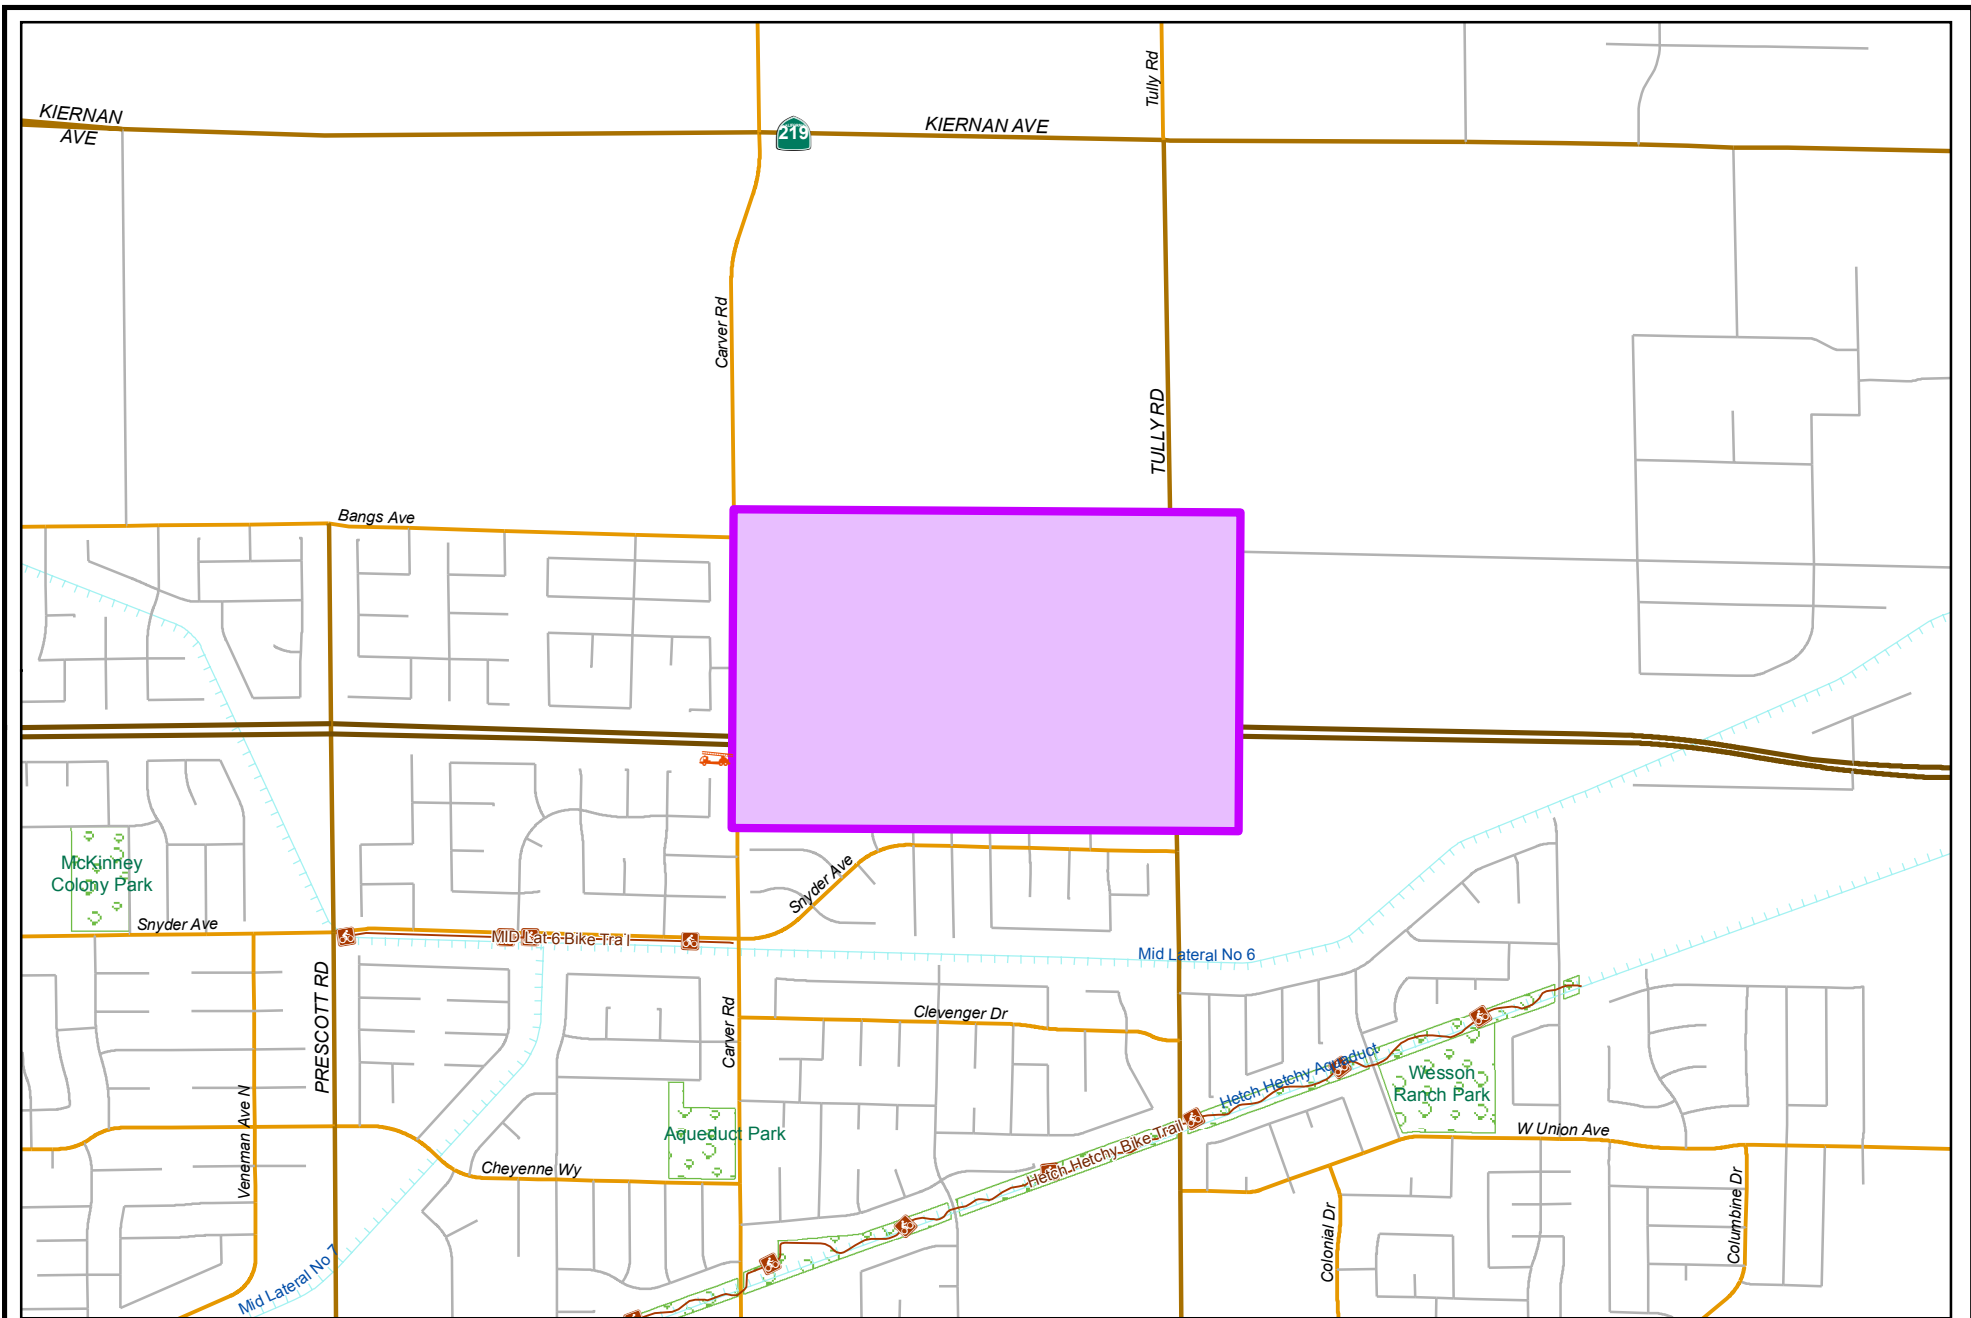 Tully Rd
KIERNAN
AVE
219
KIERNAN AVE
Carver Rd
TULLY RD
Bangs Ave
McKinney
Colony Park
Snyder Ave
Snyder Ave
MID Lat 6 Bike Trail
Mid Lateral No 6
PRESCOTT RD
Carver Rd
Clevenger Dr
Hetch Hetchy Aquaduct
Wesson
Ranch Park
Veneman Ave N
Aqueduct Park
W Union Ave
Cheyenne Wy
Hetch Hetchy Bike Trail
Colonial Dr
Columbine Dr
Mid Lateral No 7